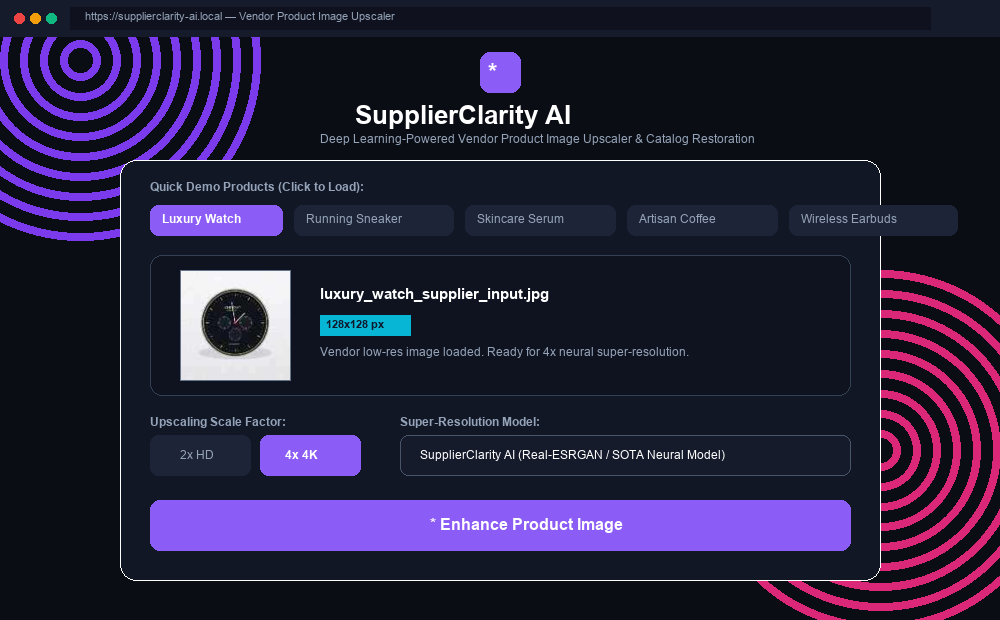 https://supplierclarity-ai.local — Vendor Product Image Upscaler
*
SupplierClarity AI
Deep Learning-Powered Vendor Product Image Upscaler & Catalog Restoration
Quick Demo Products (Click to Load):
Luxury Watch
Running Sneaker
Skincare Serum
Artisan Coffee
Wireless Earbuds
luxury_watch_supplier_input.jpg
128x128 px
Vendor low-res image loaded. Ready for 4x neural super-resolution.
Upscaling Scale Factor:
Super-Resolution Model:
2x HD
4x 4K
SupplierClarity AI (Real-ESRGAN / SOTA Neural Model)
* Enhance Product Image